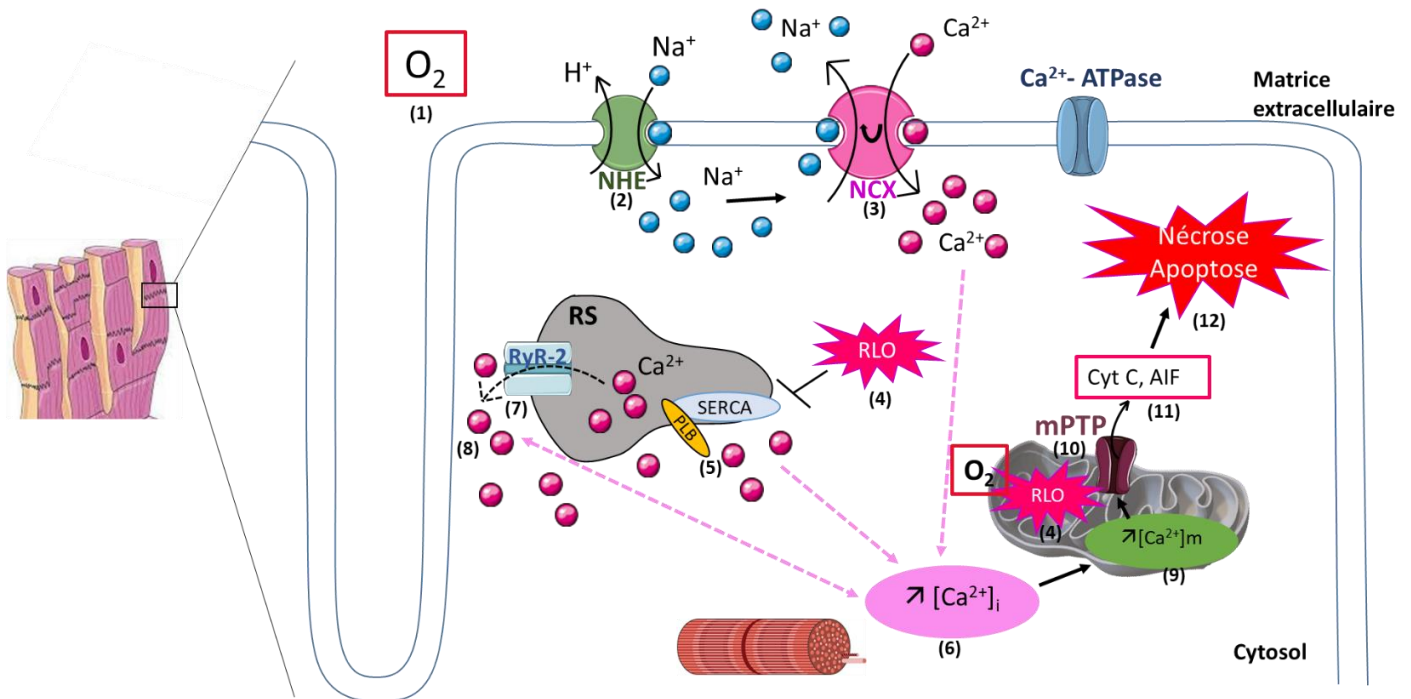 O₂
(1)
H⁺
Na⁺
NHE
(2)
Na⁺
Na⁺
Ca²⁺
NCX
(3)
Ca²⁺
Ca²⁺- ATPase
Matrice
extracellulaire
RS
RyR-2
(7)
Ca²⁺
(8)
SERCA
PLB
(5)
RLO
(4)
Nécrose
Apoptose
(12)
Cyt C, AIF
(11)
mPTP
(10)
O₂
RLO
(4)
↗[Ca²⁺]m
(9)
↗ [Ca²⁺]ᵢ
(6)
Cytosol